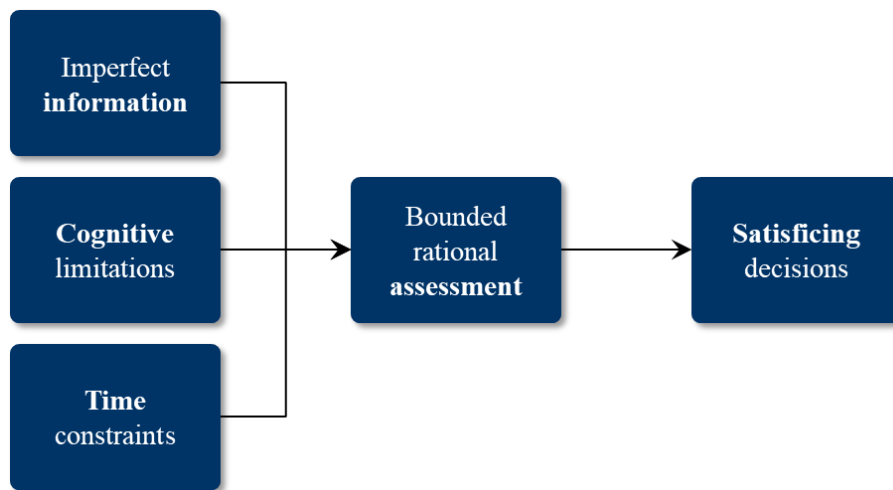 Imperfect
information
Cognitive
limitations
Time
constraints
Bounded
rational
assessment
Satisficing
decisions